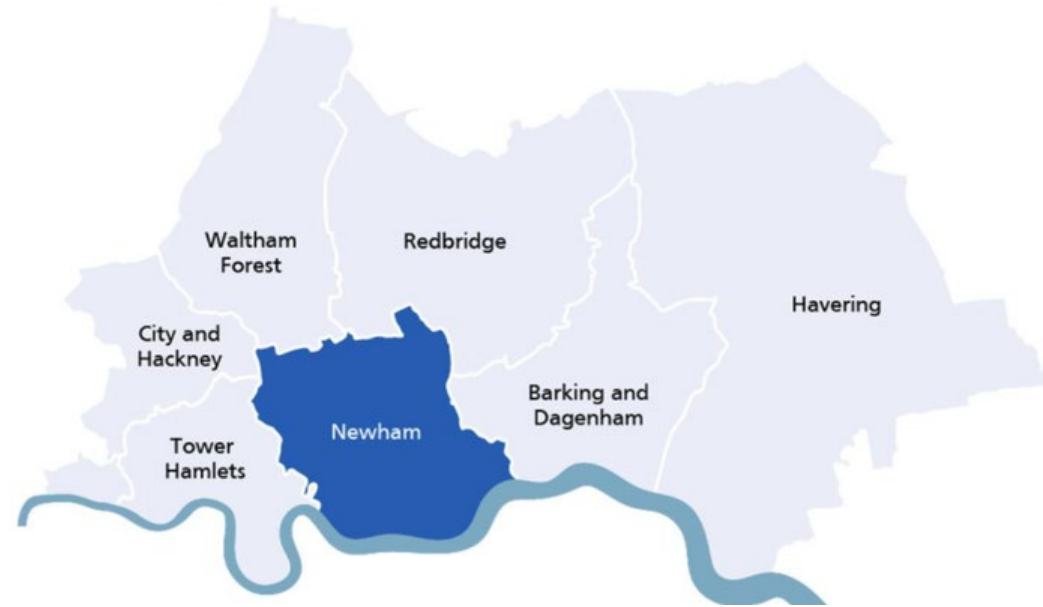 Waltham
Forest
Redbridge
Havering
City and
Hackney
Barking and
Dagenham
Newham
Tower
Hamlets